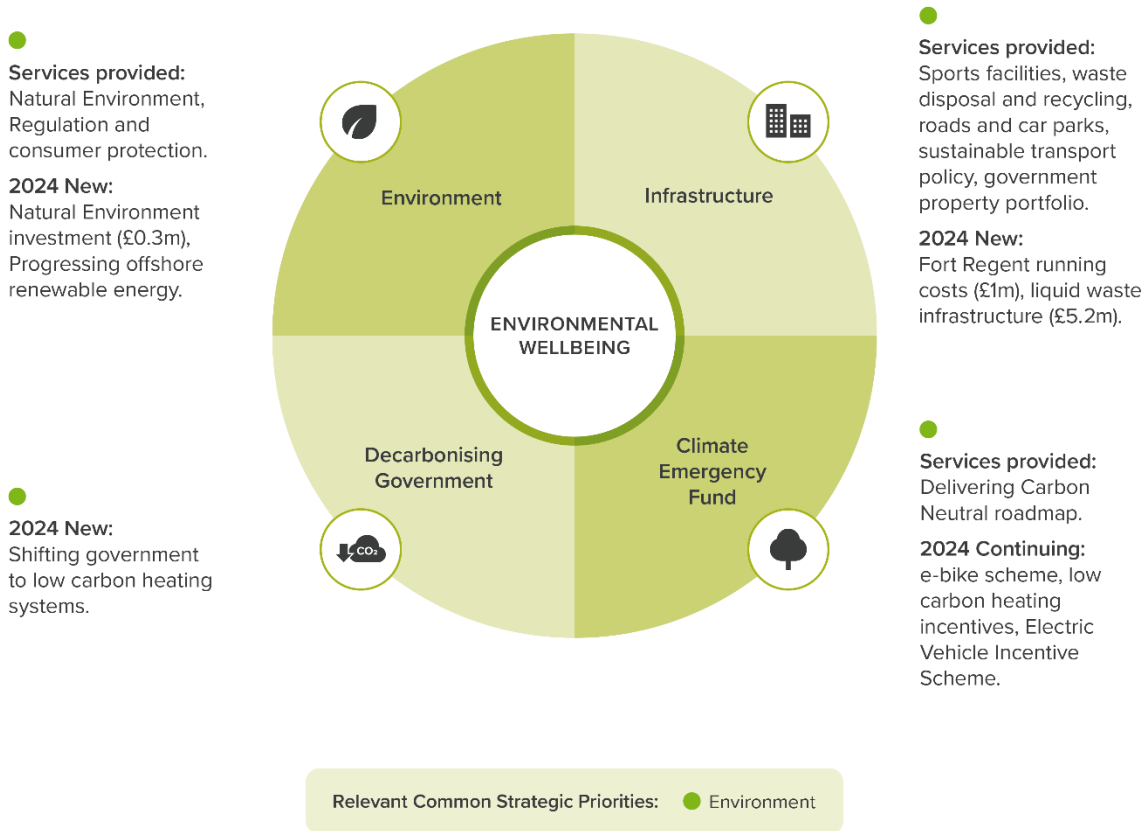 Services provided:
Natural Environment,
Regulation and
consumer protection.
2024 New:
Natural Environment
investment (£0.3m),
Progressing offshore
renewable energy.
Environment
Infrastructure
Services provided:
Sports facilities, waste
disposal and recycling,
roads and car parks,
sustainable transport
policy, government
property portfolio.
2024 New:
Fort Regent running
costs (£1m), liquid waste
infrastructure (£5.2m).
ENVIRONMENTAL
WELLBEING
2024 New:
Shifting government
to low carbon heating
systems.
Decarbonising
Government
CO₂
Climate
Emergency
Fund
Services provided:
Delivering Carbon
Neutral roadmap.
2024 Continuing:
e-bike scheme, low
carbon heating
incentives, Electric
Vehicle Incentive
Scheme.
Relevant Common Strategic Priorities: Environment